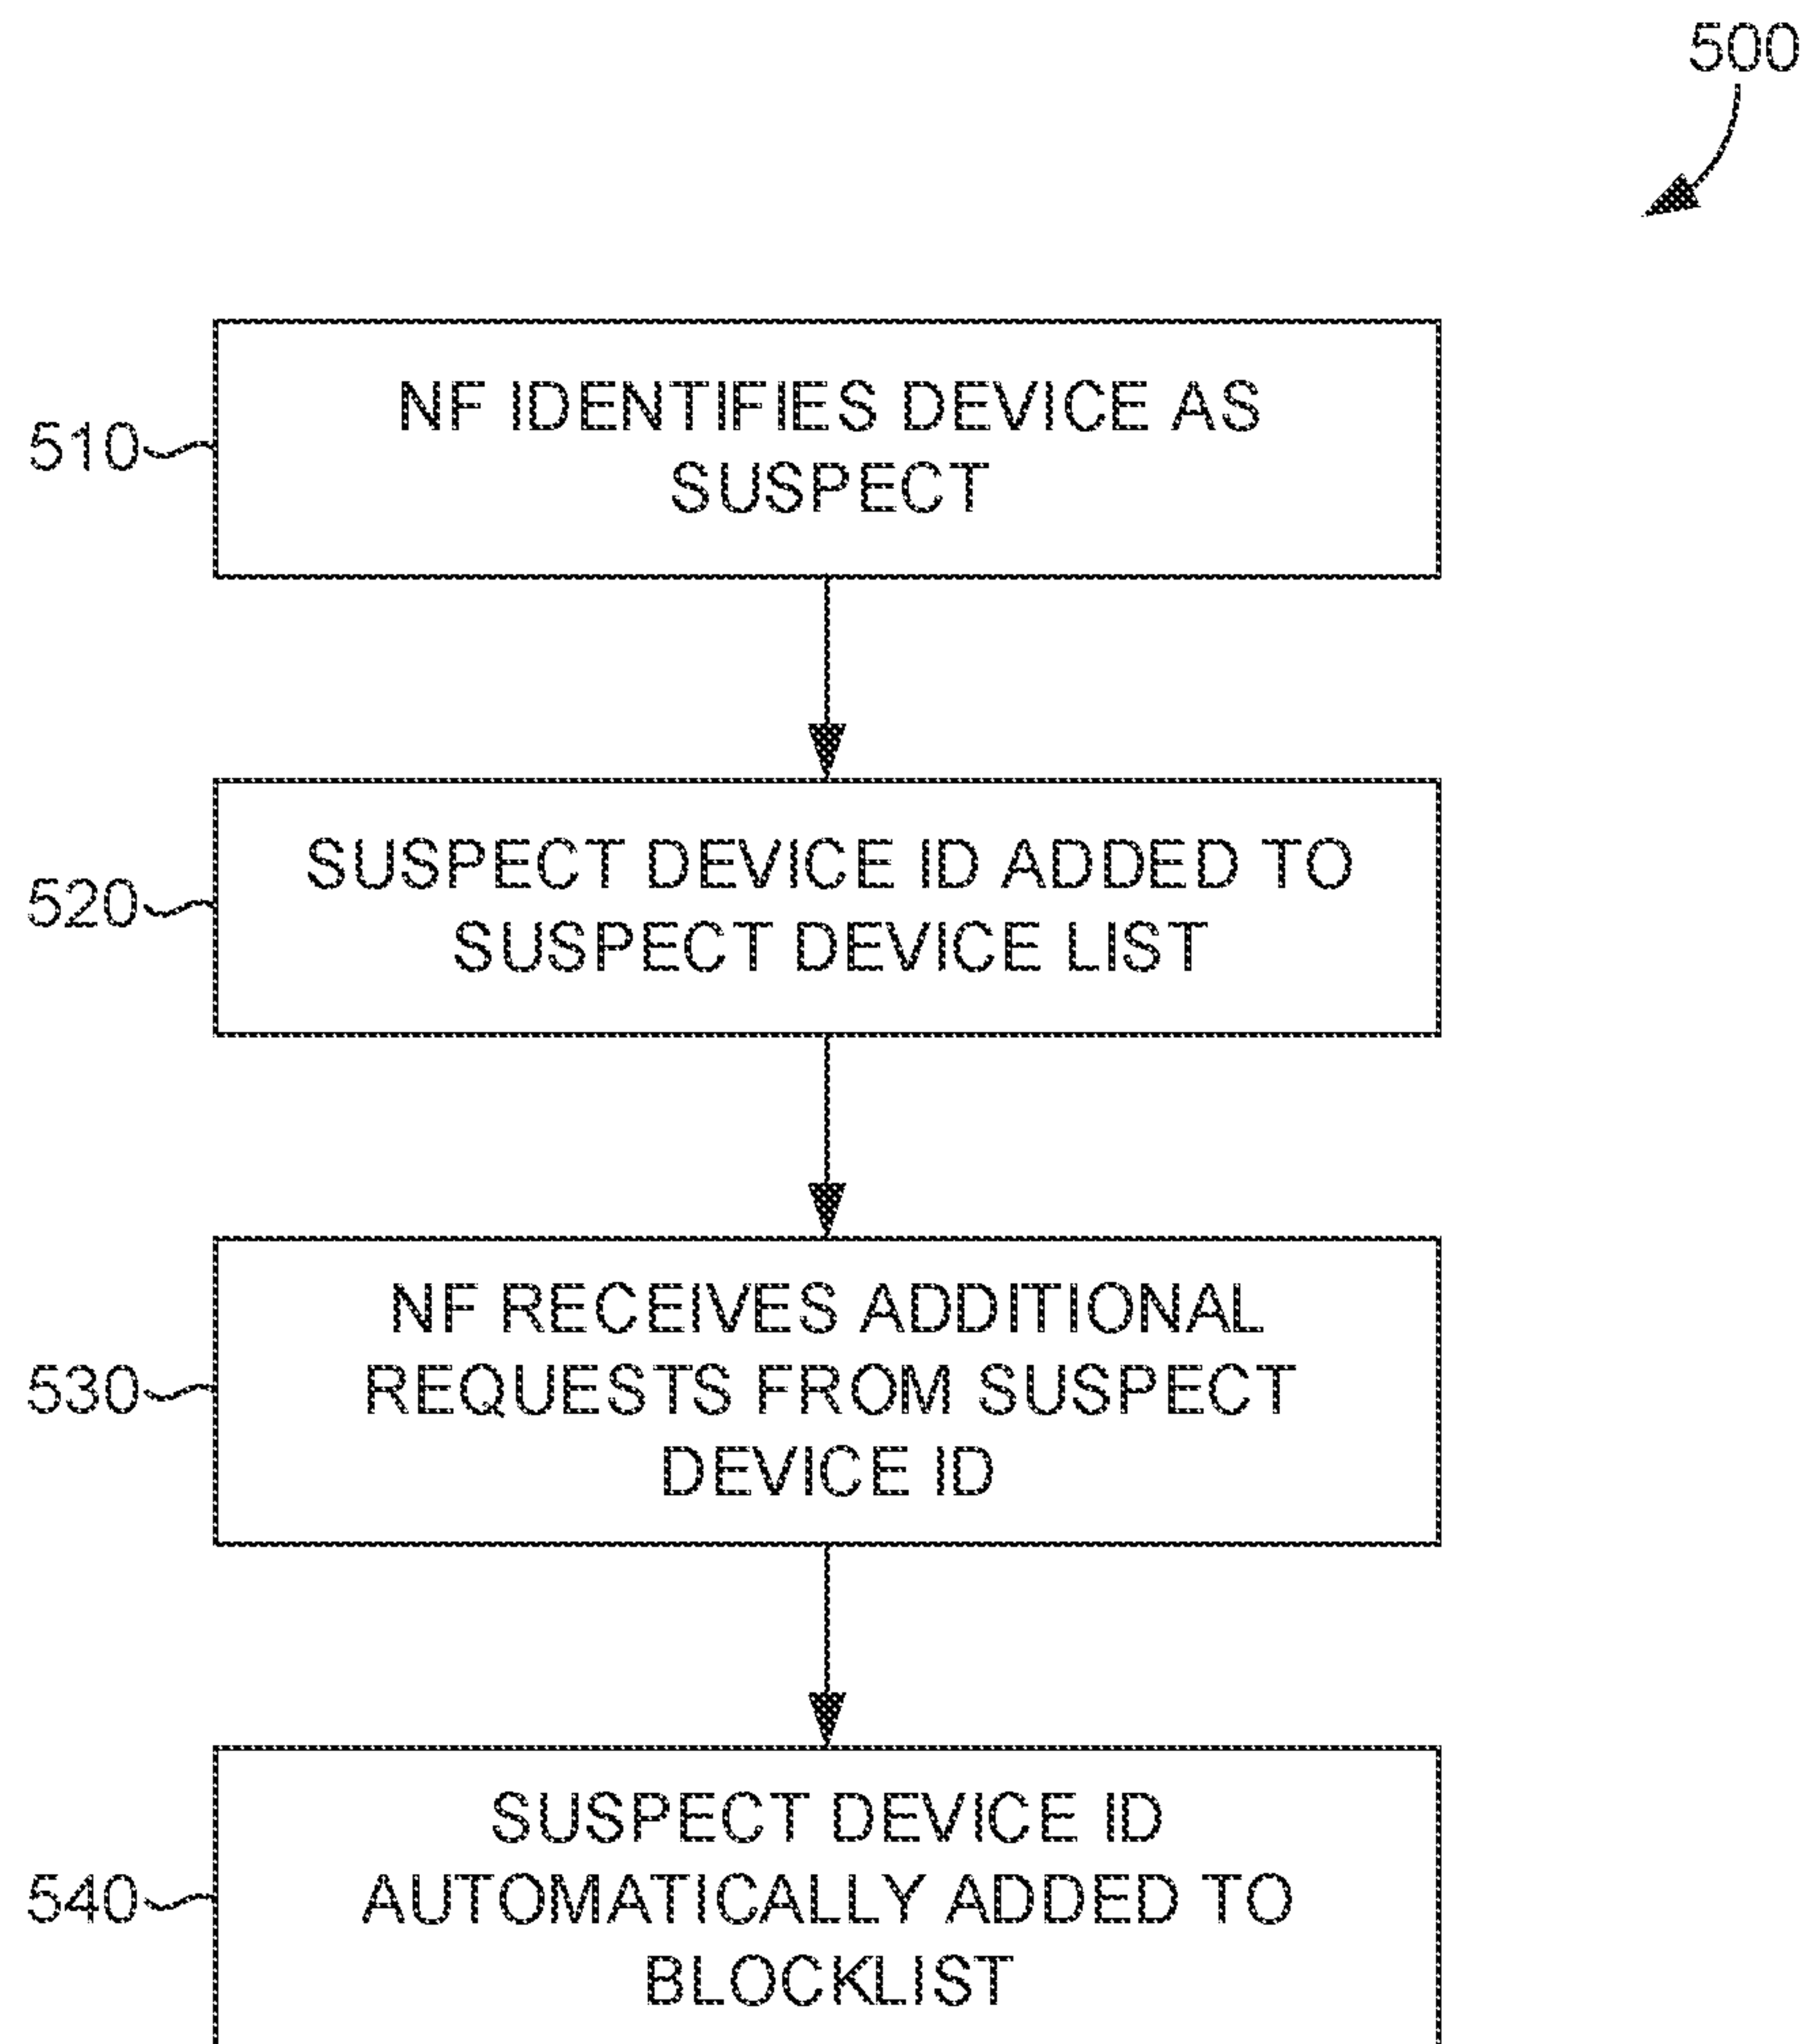 500
510
NF IDENTIFIES DEVICE AS
SUSPECT
520
SUSPECT DEVICE ID ADDED TO
SUSPECT DEVICE LIST
530
NF RECEIVES ADDITIONAL
REQUESTS FROM SUSPECT
DEVICE ID
540
SUSPECT DEVICE ID
AUTOMATICALLY ADDED TO
BLOCKLIST